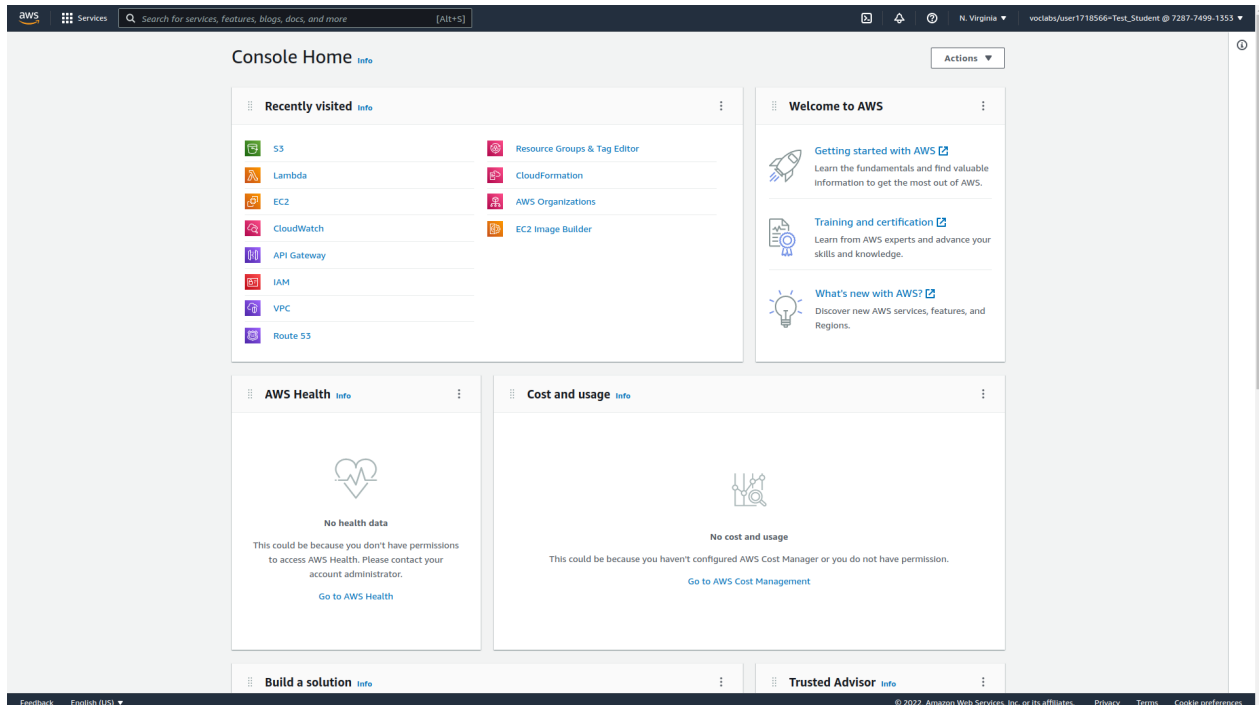 aws
Services
Search for services, features, blogs, docs, and more
[Alt+S]
N. Virginia ▼
voclabs/user1718566=Test_Student @ 7287-7499-1353 ▼
Console Home Info
Actions ▼
Recently visited Info
S3
Lambda
EC2
CloudWatch
API Gateway
IAM
VPC
Route 53
Resource Groups & Tag Editor
CloudFormation
AWS Organizations
EC2 Image Builder
Welcome to AWS
Getting started with AWS
Learn the fundamentals and find valuable
information to get the most out of AWS.
Training and certification
Learn from AWS experts and advance your
skills and knowledge.
What's new with AWS?
Discover new AWS services, features, and
Regions.
AWS Health Info
No health data
This could be because you don't have permissions
to access AWS Health. Please contact your
account administrator.
Go to AWS Health
Cost and usage Info
No cost and usage
This could be because you haven't configured AWS Cost Manager or you do not have permission.
Go to AWS Cost Management
Build a solution Info
Trusted Advisor Info
Feedback
English (US) ▼
© 2022, Amazon Web Services, Inc. or its affiliates.
Privacy
Terms
Cookie preferences